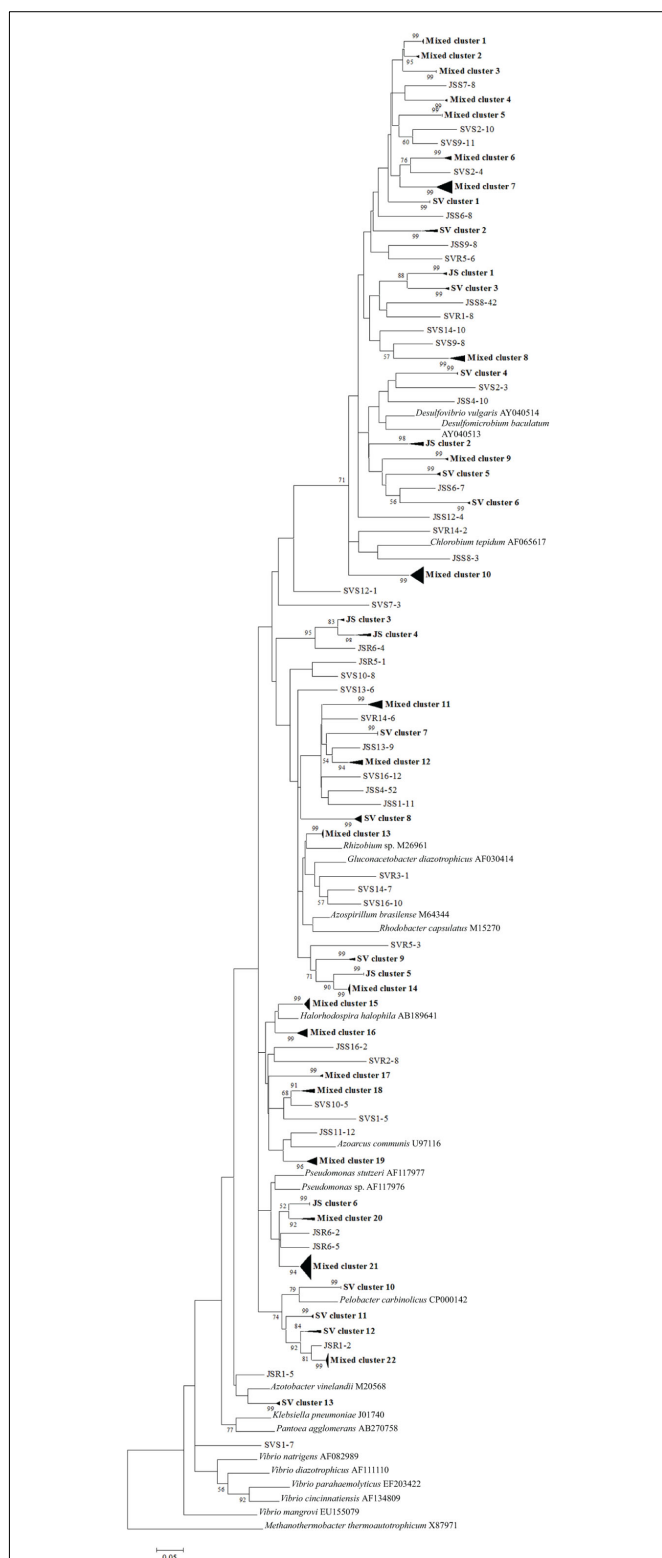 99 Mixed cluster 1
95 Mixed cluster 2
99 Mixed cluster 3
JSS7-8
99 Mixed cluster 4
99 Mixed cluster 5
SVS2-10
60 SVS9-11
99 Mixed cluster 6
76 SVS2-4
99 Mixed cluster 7
99 SV cluster 1
JSS6-8
99 SV cluster 2
JSS9-8
SVR5-6
99 JS cluster 1
88
99 SV cluster 3
JSS8-42
SVR1-8
SVS14-10
SVS9-8
57 Mixed cluster 8
99
99 SV cluster 4
SVS2-3
JSS4-10
Desulfovibrio vulgaris AY040514
Desulfomicrobium baculatum
AY040513
98 JS cluster 2
99 Mixed cluster 9
99 SV cluster 5
JSS6-7
56 SV cluster 6
99
71
JSS12-4
SVR14-2
Chlorobium tepidum AF065617
JSS8-3
99 Mixed cluster 10
SVS12-1
SVS7-3
83 JS cluster 3
95 JS cluster 4
98
JSR6-4
JSR5-1
SVS10-8
SVS13-6
99 Mixed cluster 11
SVR14-6
99 SV cluster 7
JSS13-9
54 Mixed cluster 12
94
SVS16-12
JSS4-52
JSS1-11
99 SV cluster 8
99 Mixed cluster 13
Rhizobium sp. M26961
Gluconacetobacter diazotrophicus AF030414
SVR3-1
SVS14-7
57 SVS16-10
Azospirillum brasilense M64344
Rhodobacter capsulatus M15270
SVR5-3
99 SV cluster 9
71
99 JS cluster 5
90 Mixed cluster 14
99
99 Mixed cluster 15
Halorhodospira halophila AB189641
99 Mixed cluster 16
JSS16-2
SVR2-8
99 Mixed cluster 17
91 Mixed cluster 18
68 SVS10-5
SVS1-5
JSS11-12
Azoarcus communis U97116
96 Mixed cluster 19
Pseudomonas stutzeri AF117977
Pseudomonas sp. AF117976
99 JS cluster 6
52
92 Mixed cluster 20
JSR6-2
JSR6-5
94 Mixed cluster 21
99 SV cluster 10
79
Pelobacter carbinolicus CP000142
74
99 SV cluster 11
84 SV cluster 12
92 JSR1-2
81 Mixed cluster 22
99
JSR1-5
Azotobacter vinelandii M20568
99 SV cluster 13
Klebsiella pneumoniae J01740
77 Pantoea agglomerans AB270758
SVS1-7
Vibrio natrigens AF082989
Vibrio diazotrophicus AF111110
56 Vibrio parahaemolyticus EF203422
92 Vibrio cincinnatiensis AF134809
Vibrio mangrovi EU155079
Methanothermobacter thermoautotrophicum X87971
0.05